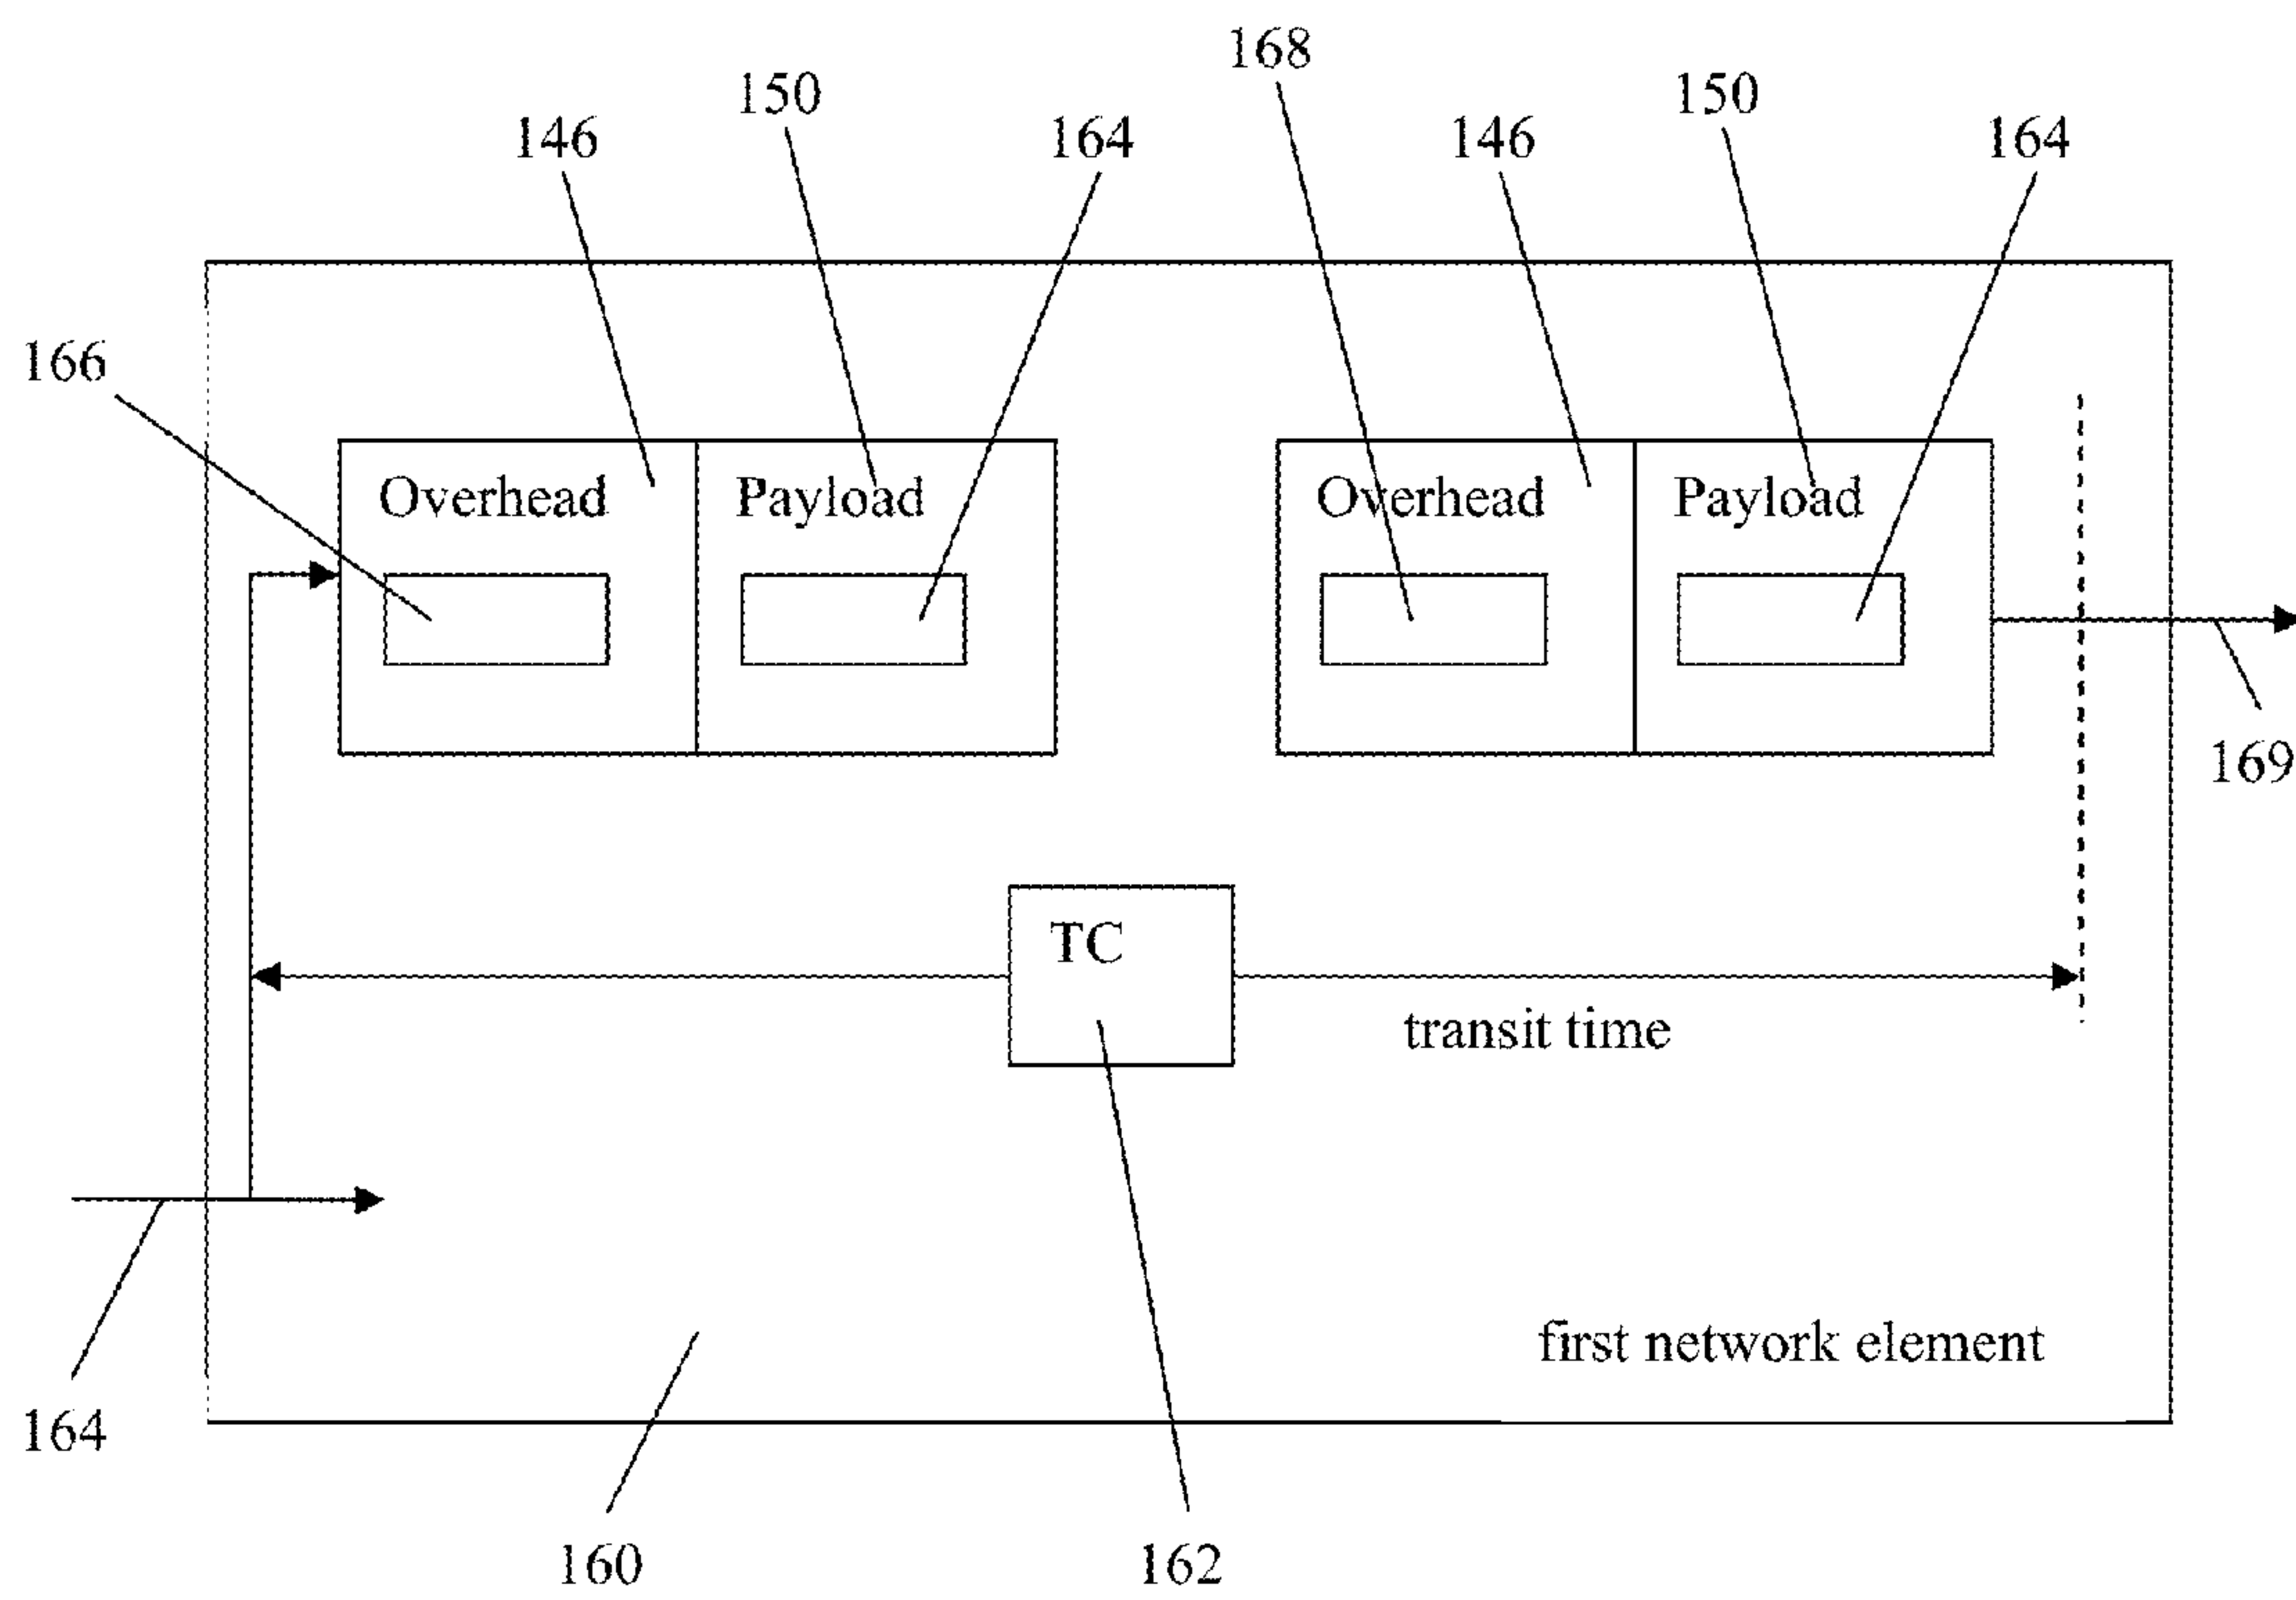 168
150
150
146
164
146
164
166
Overhead
Payload
Overhead
Payload
169
TC
transit time
first network element
164
160
162